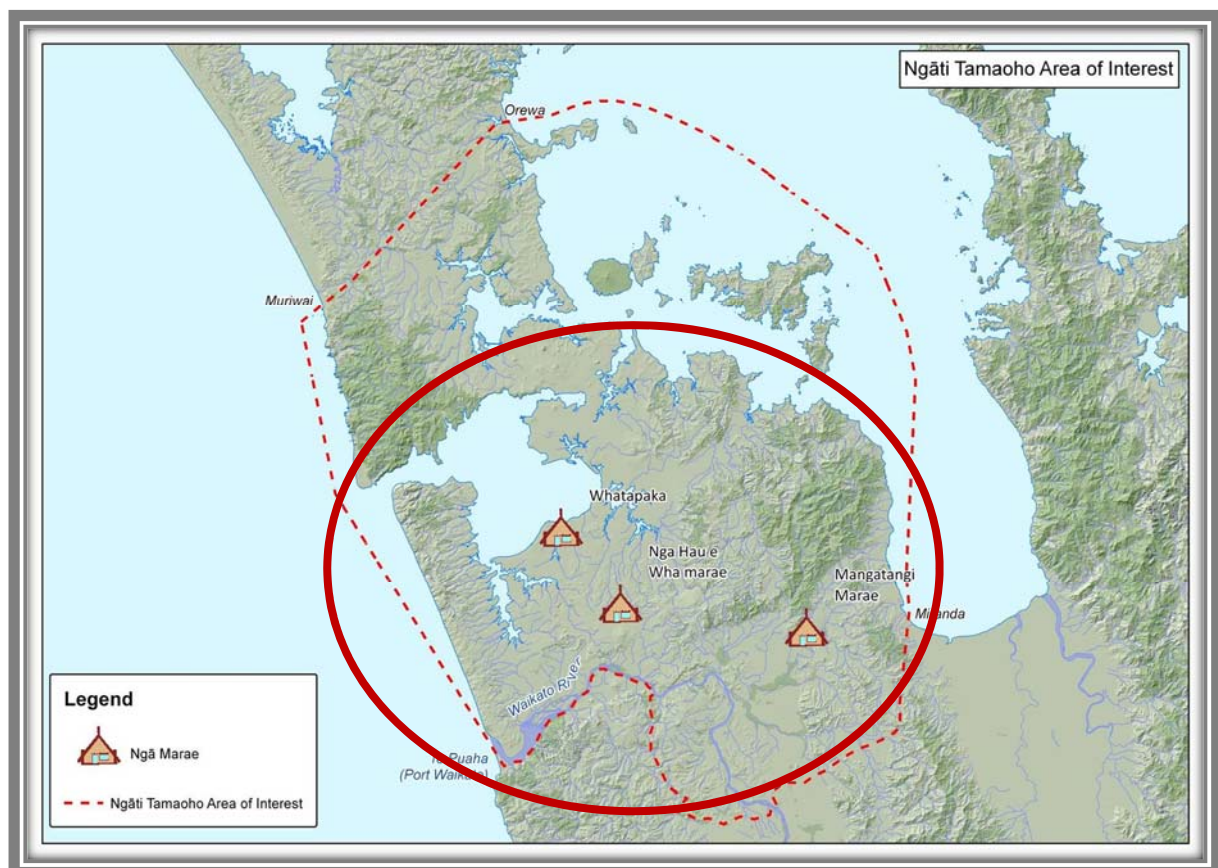 Ngāti Tamaoho Area of Interest
Orewa
Muriwai
Whatapaka
Nga Hau e
Wha marae
Mangatangi
Marae
Miranda
Waikato River
Te Puaha
(Port Waikato)
Legend
Ngā Marae
Ngāti Tamaoho Area of Interest